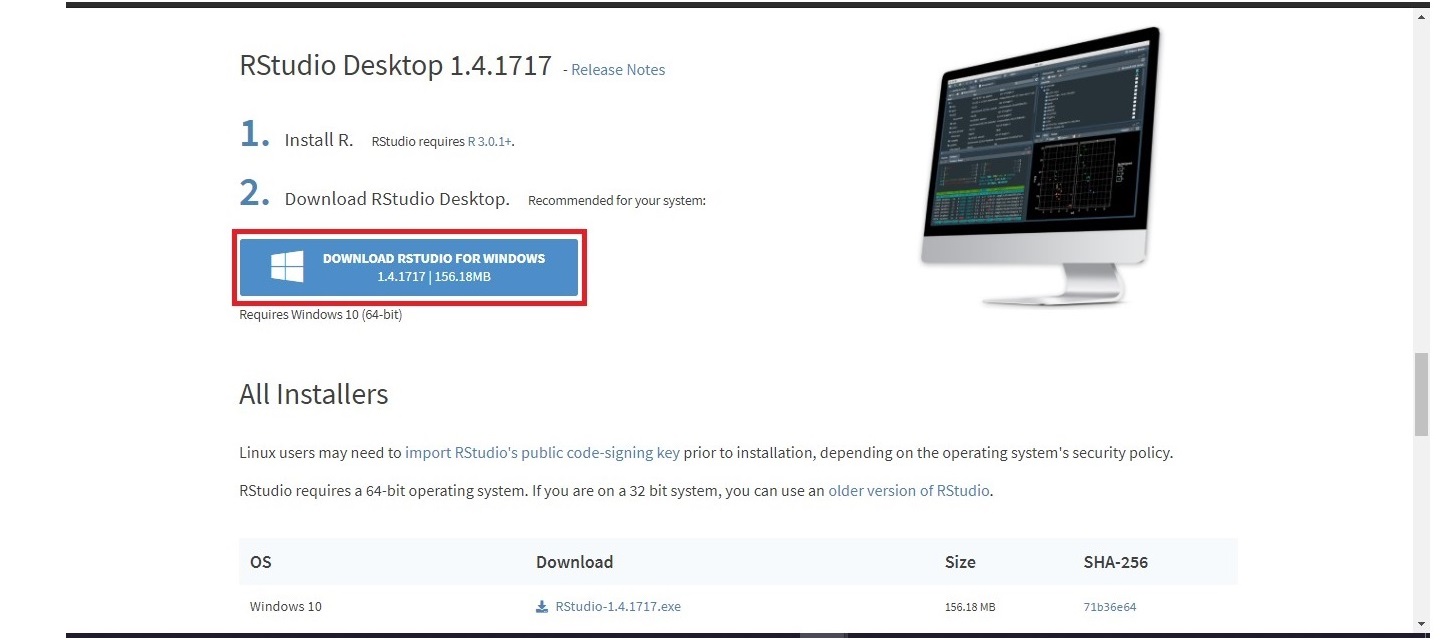 RStudio Desktop 1.4.1717 - Release Notes
1. Install R. RStudio requires R 3.0.1+.
2. Download RStudio Desktop. Recommended for your system:
DOWNLOAD RSTUDIO FOR WINDOWS
1.4.1717 | 156.18MB
Requires Windows 10 (64-bit)
All Installers
Linux users may need to import RStudio's public code-signing key prior to installation, depending on the operating system's security policy.
RStudio requires a 64-bit operating system. If you are on a 32 bit system, you can use an older version of RStudio.
OS Download Size SHA-256
Windows 10 RStudio-1.4.1717.exe 156.18 MB 71b36e64